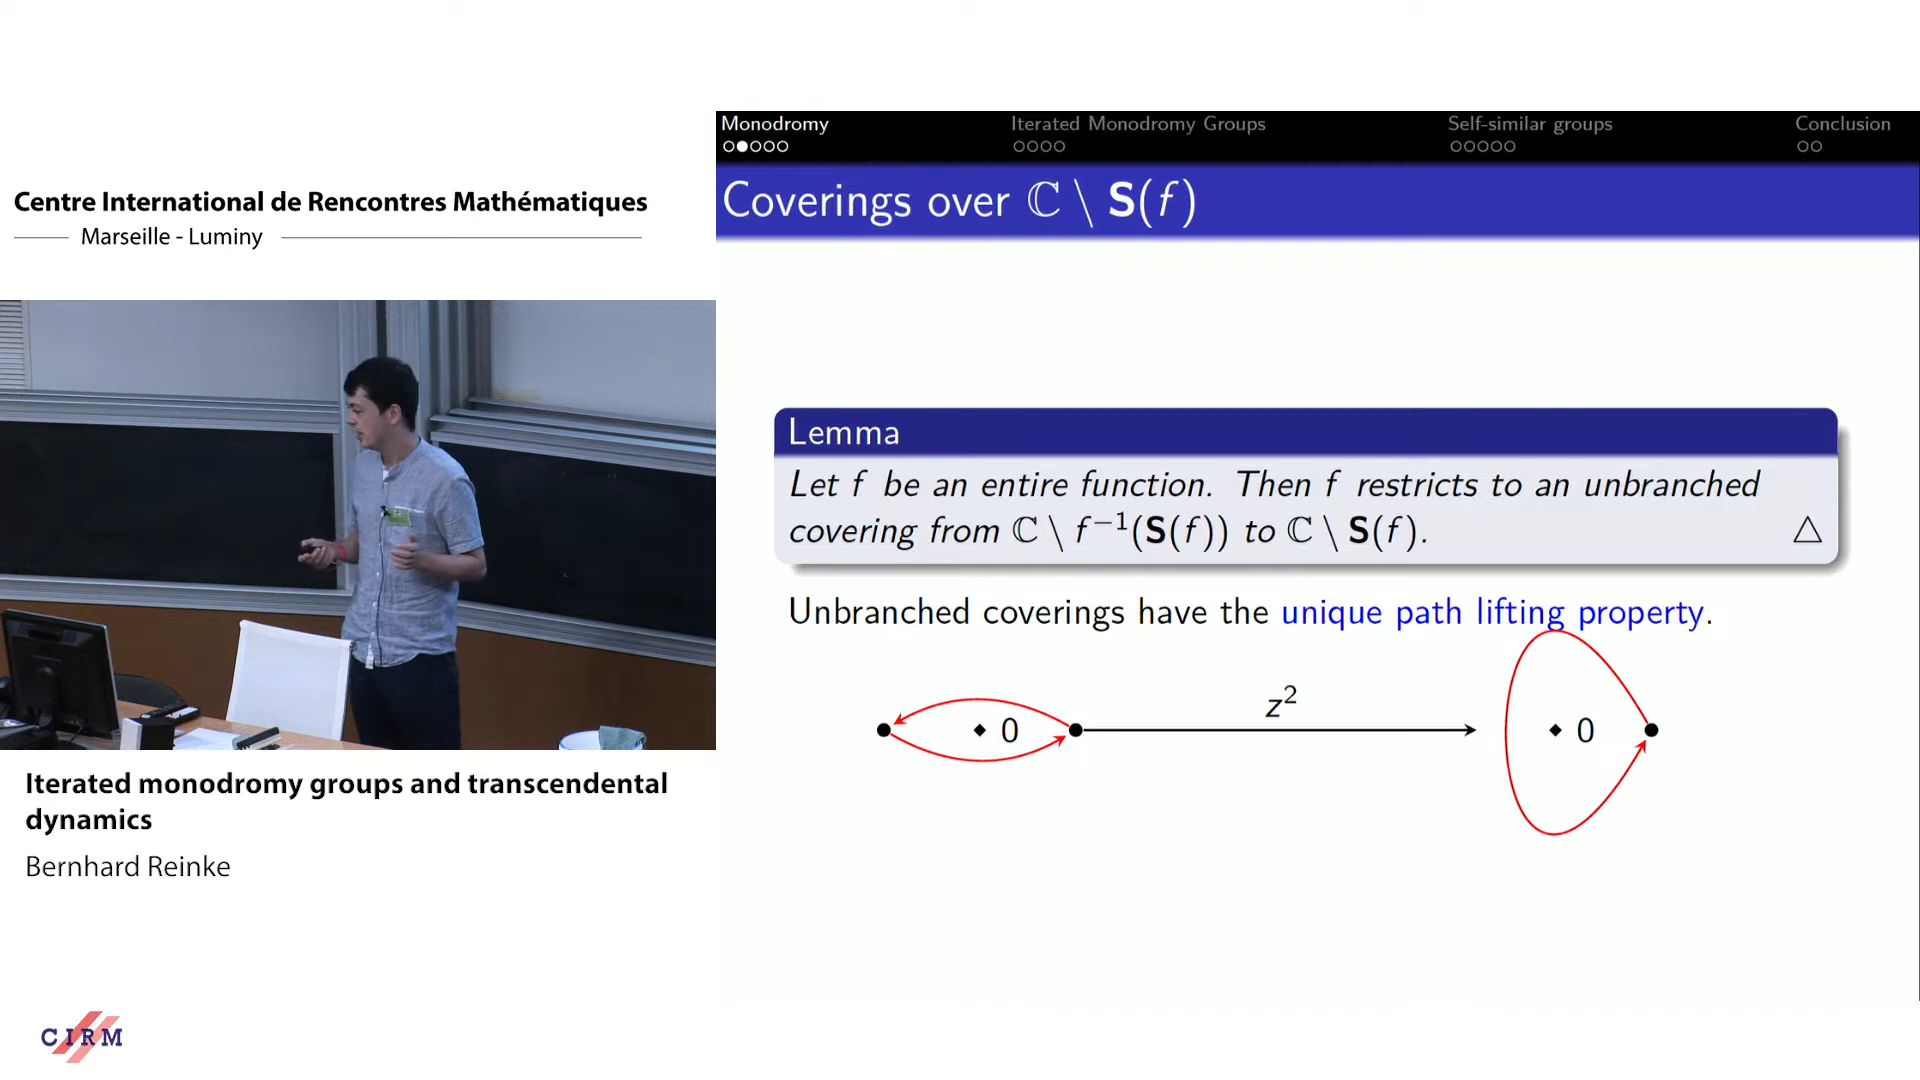 Centre International de Rencontres Mathématiques
Marseille - Luminy
Monodromy
Iterated Monodromy Groups
Self-similar groups
Conclusion
Coverings over ℂ \ S(f)
Lemma
Let f be an entire function. Then f restricts to an unbranched
covering from ℂ \ f⁻¹(S(f)) to ℂ \ S(f). △
Unbranched coverings have the unique path lifting property.
z²
0
0
Iterated monodromy groups and transcendental
dynamics
Bernhard Reinke
CIRM